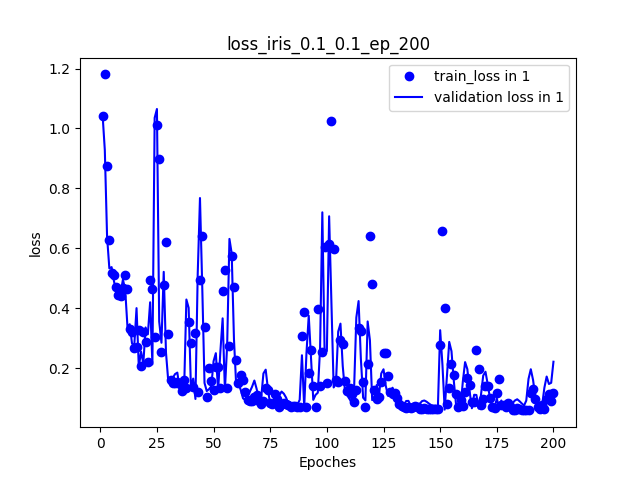 loss_iris_0.1_0.1_ep_200
train_loss in 1
validation loss in 1
loss
1.2
1.0
0.8
0.6
0.4
0.2
0 25 50 75 100 125 150 175 200
Epoches